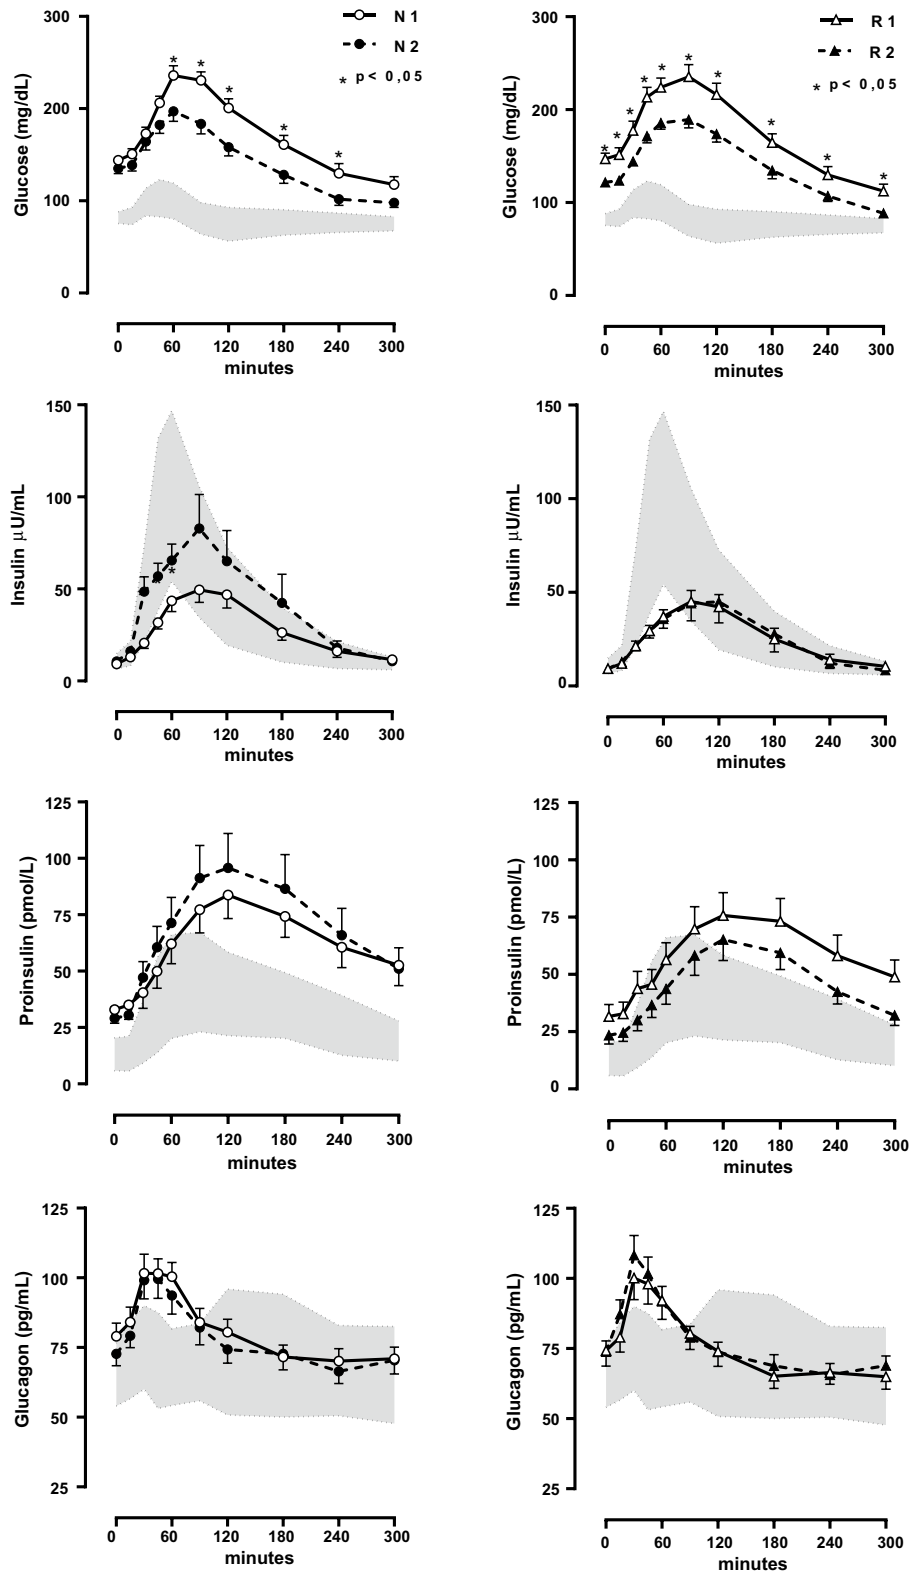 300
200
100
0
Glucose (mg/dL)
N 1
N 2
* p < 0,05
* * * * *
0 60 120 180 240 300
minutes
300
200
100
0
Glucose (mg/dL)
R 1
R 2
* p < 0,05
* * * * * * * * * *
0 60 120 180 240 300
minutes
150
100
50
0
Insulin µU/mL
* *
0 60 120 180 240 300
minutes
150
100
50
0
Insulin µU/mL
0 60 120 180 240 300
minutes
125
100
75
50
25
0
Proinsulin (pmol/L)
0 60 120 180 240 300
minutes
125
100
75
50
25
0
Proinsulin (pmol/L)
0 60 120 180 240 300
minutes
125
100
75
50
25
Glucagon (pg/mL)
0 60 120 180 240 300
minutes
125
100
75
50
25
Glucagon (pg/mL)
0 60 120 180 240 300
minutes